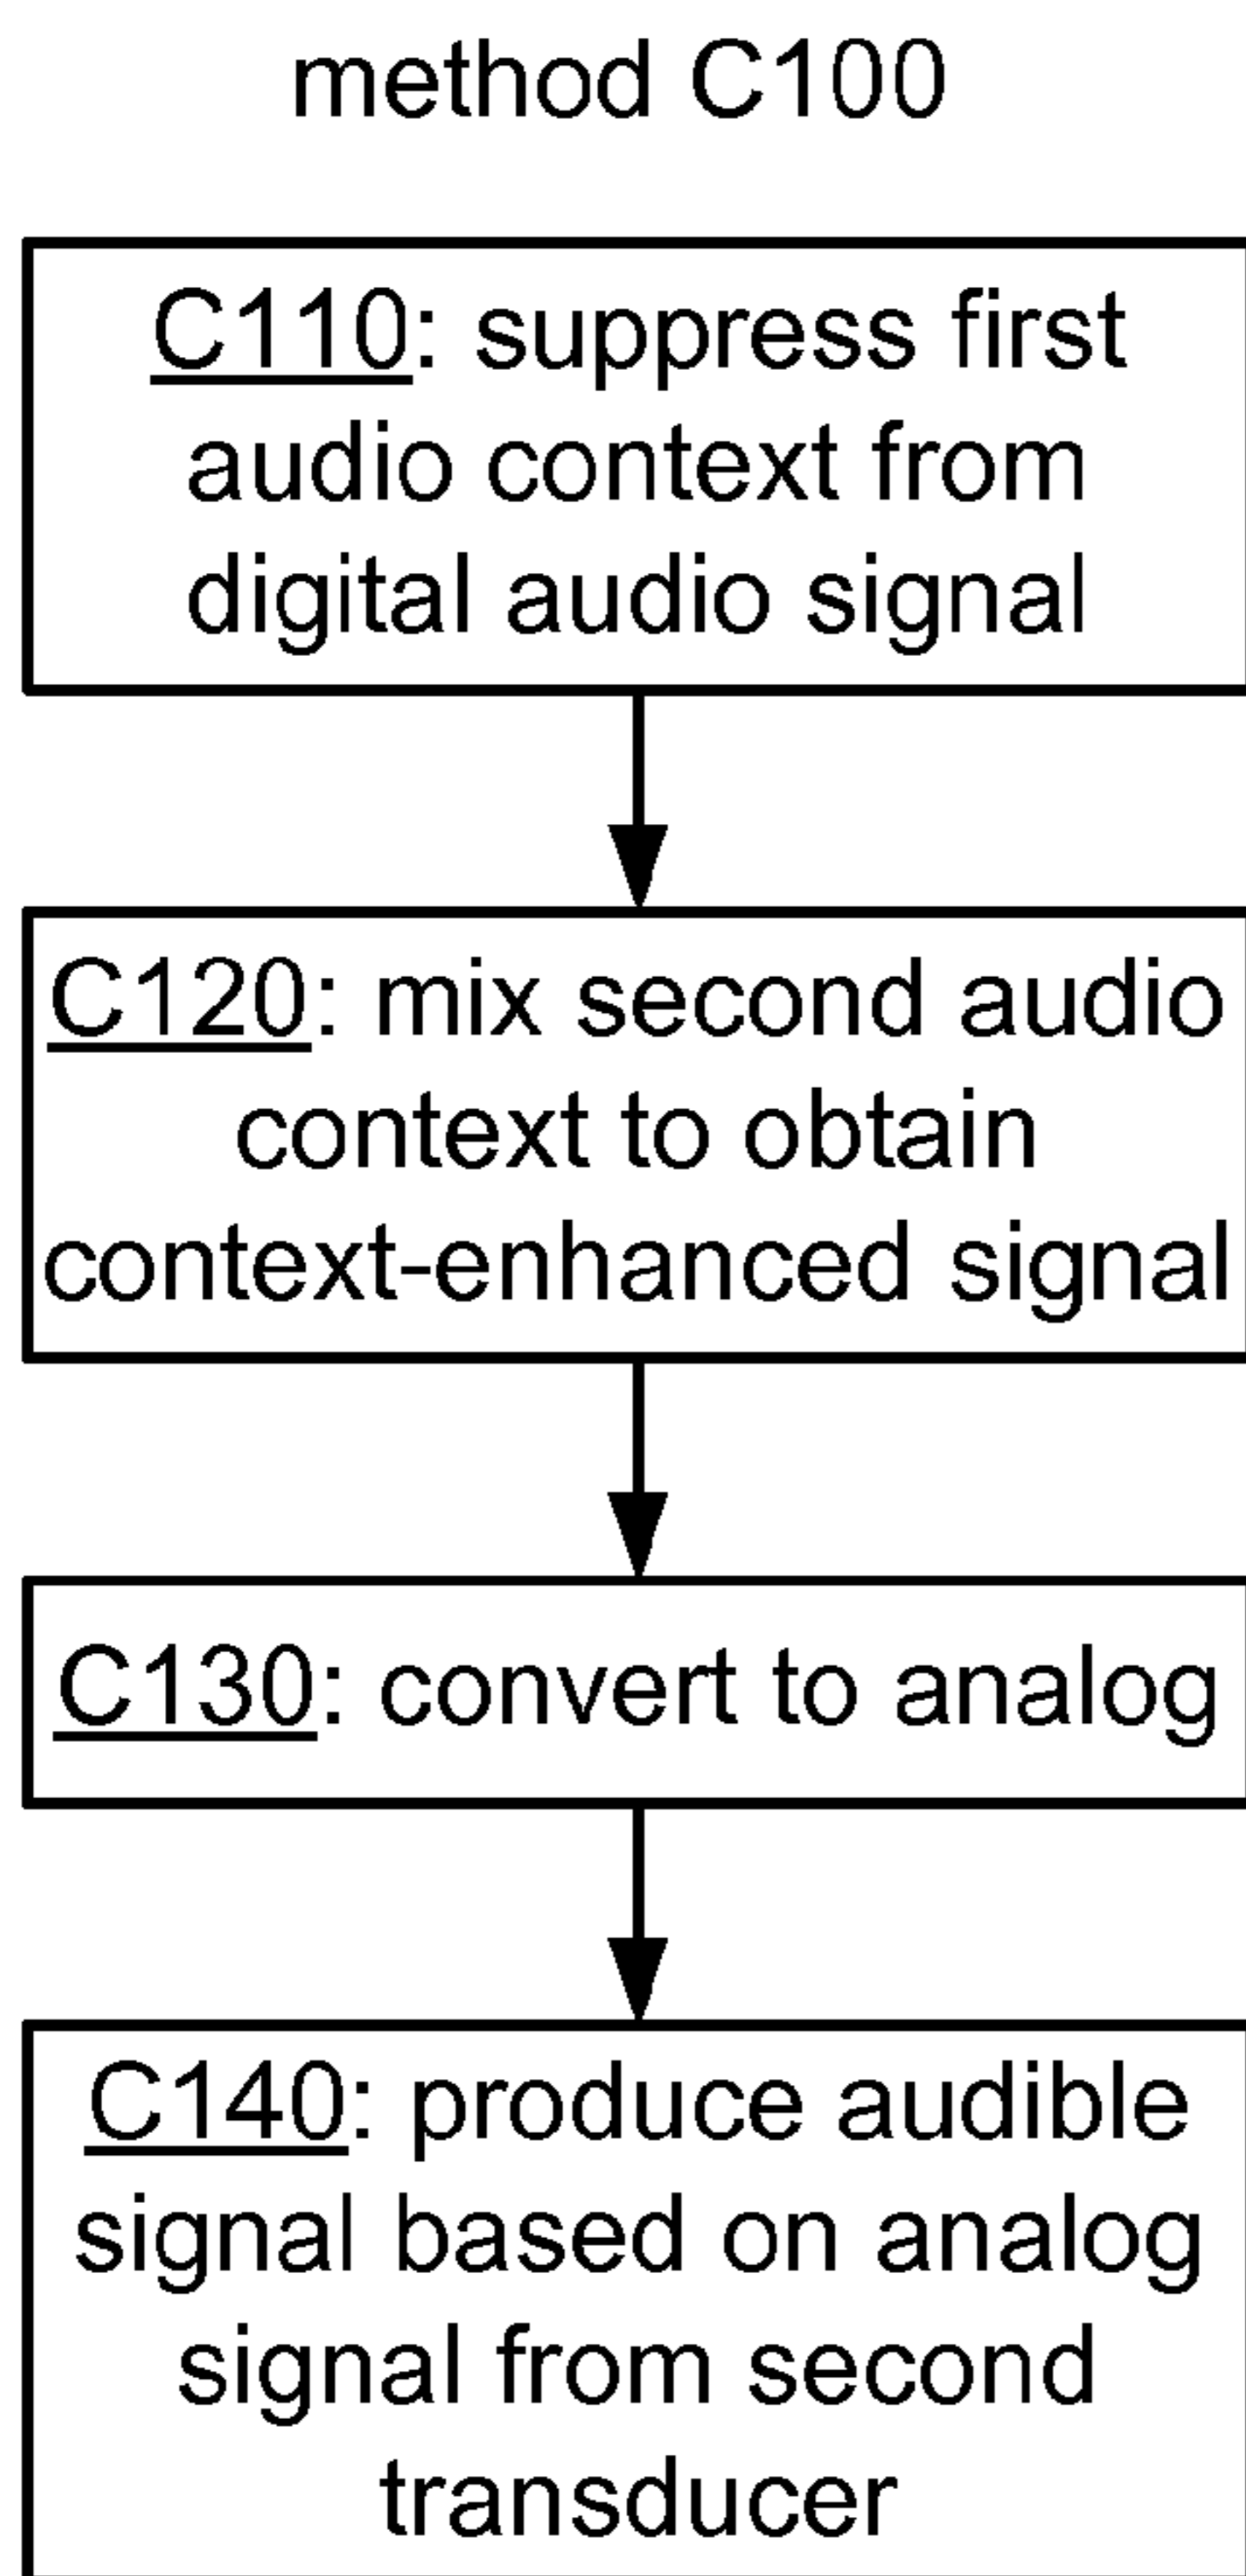 method C100
C110: suppress first
audio context from
digital audio signal
C120: mix second audio
context to obtain
context-enhanced signal
C130: convert to analog
C140: produce audible
signal based on analog
signal from second
transducer